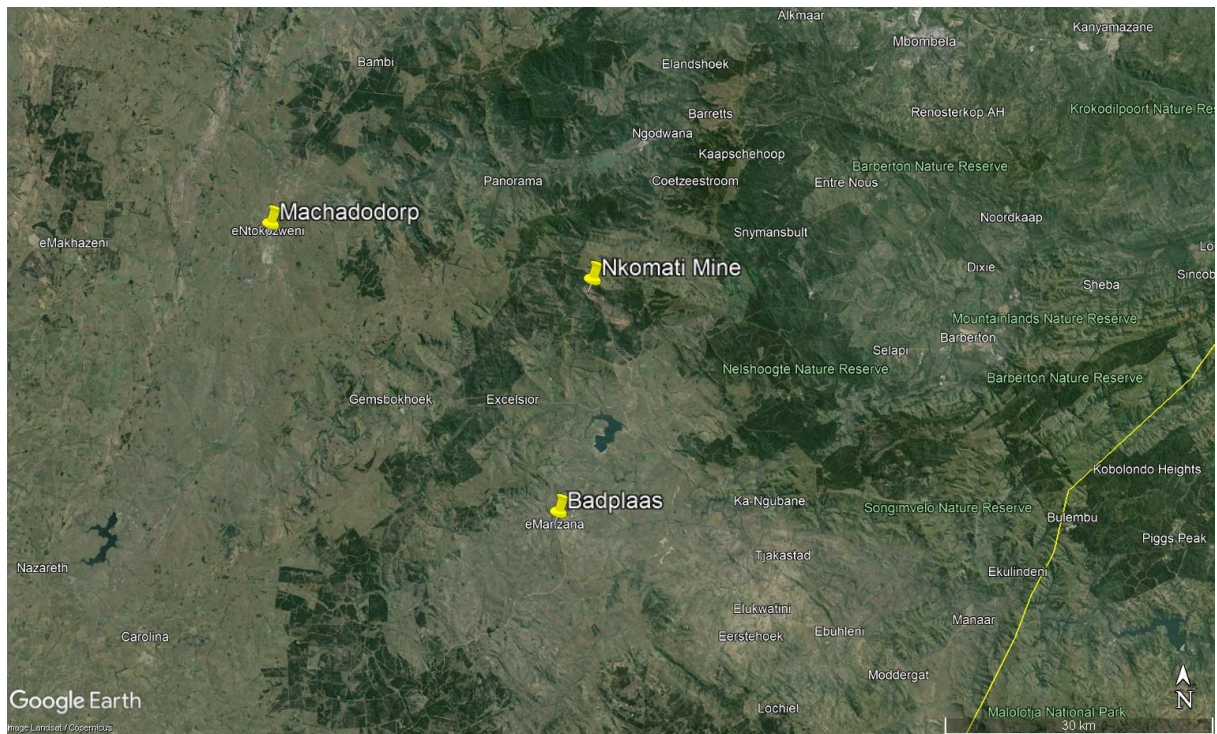 Alkmaar
Kanyamazane
Mbombela
Bambi
Elandshoek
Barretts
Renosterkop AH
Krokodilpoort Nature Res
Ngodwana
Kaapschehoop
Barberton Nature Reserve
Panorama
Coetzeestroom
Entre Nous
Machadodorp
eNtokozweni
Noordkaap
Snymansbult
eMakhazeni
Lo
Nkomati Mine
Dixie
Sincob
Sheba
Mountainlands Nature Reserve
Barberton
Selapi
Nelshoogte Nature Reserve
Barberton Nature Reserve
Gemsbokhoek
Excelsior
Kobolondo Heights
Badplaas
eManzana
Ka-Ngubane
Songimvelo Nature Reserve
Bulembu
Piggs Peak
Tjakastad
Nazareth
Ekulindeni
Elukwatini
Manaar
Carolina
Eerstehoek
Ebuhleni
Moddergat
Google Earth
N
Lochiel
Malolotja National Park
30 km
Image Landsat / Copernicus